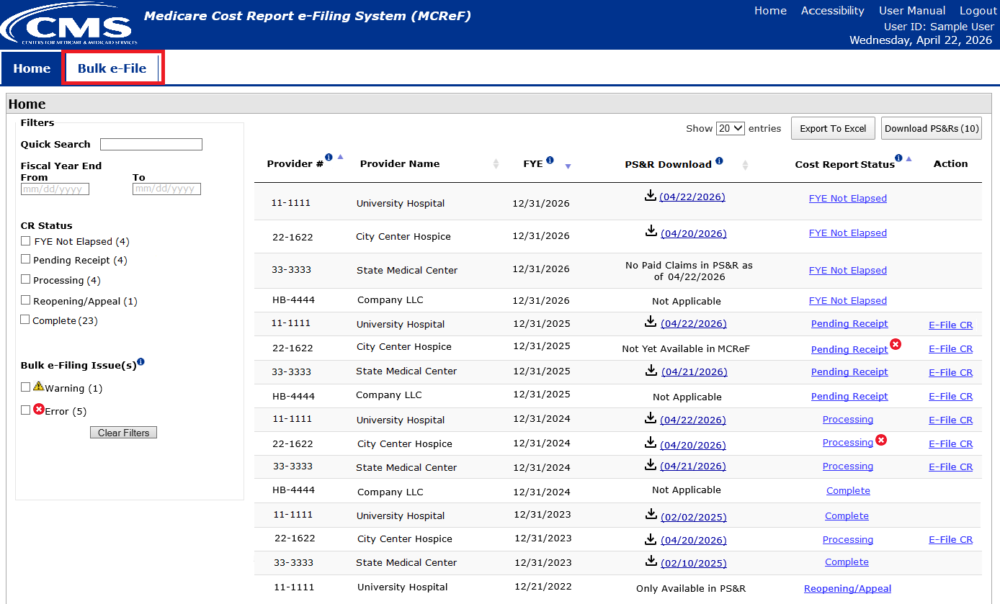 CMS
CENTERS FOR MEDICARE & MEDICAID SERVICES
Medicare Cost Report e-Filing System (MCReF)
Home Accessibility User Manual Logout
User ID: Sample User
Wednesday, April 22, 2026
Home Bulk e-File
Home
Filters
Quick Search
Fiscal Year End
From To
mm/dd/yyyy mm/dd/yyyy
CR Status
FYE Not Elapsed (4)
Pending Receipt (4)
Processing (4)
Reopening/Appeal (1)
Complete (23)
Bulk e-Filing Issue(s)
Warning (1)
Error (5)
Clear Filters
Show 20 entries Export To Excel Download PS&Rs (10)
Provider # Provider Name FYE PS&R Download Cost Report Status Action
11-1111 University Hospital 12/31/2026 (04/22/2026) FYE Not Elapsed
22-1622 City Center Hospice 12/31/2026 (04/20/2026) FYE Not Elapsed
33-3333 State Medical Center 12/31/2026 No Paid Claims in PS&R as
of 04/22/2026 FYE Not Elapsed
HB-4444 Company LLC 12/31/2026 Not Applicable FYE Not Elapsed
11-1111 University Hospital 12/31/2025 (04/22/2026) Pending Receipt E-File CR
22-1622 City Center Hospice 12/31/2025 Not Yet Available in MCReF Pending Receipt E-File CR
33-3333 State Medical Center 12/31/2025 (04/21/2026) Pending Receipt E-File CR
HB-4444 Company LLC 12/31/2025 Not Applicable Pending Receipt E-File CR
11-1111 University Hospital 12/31/2024 (04/22/2026) Processing E-File CR
22-1622 City Center Hospice 12/31/2024 (04/20/2026) Processing E-File CR
33-3333 State Medical Center 12/31/2024 (04/21/2026) Processing E-File CR
HB-4444 Company LLC 12/31/2024 Not Applicable Complete
11-1111 University Hospital 12/31/2023 (02/02/2025) Complete
22-1622 City Center Hospice 12/31/2023 (04/20/2026) Processing E-File CR
33-3333 State Medical Center 12/31/2023 (02/10/2025) Complete
11-1111 University Hospital 12/21/2022 Only Available in PS&R Reopening/Appeal